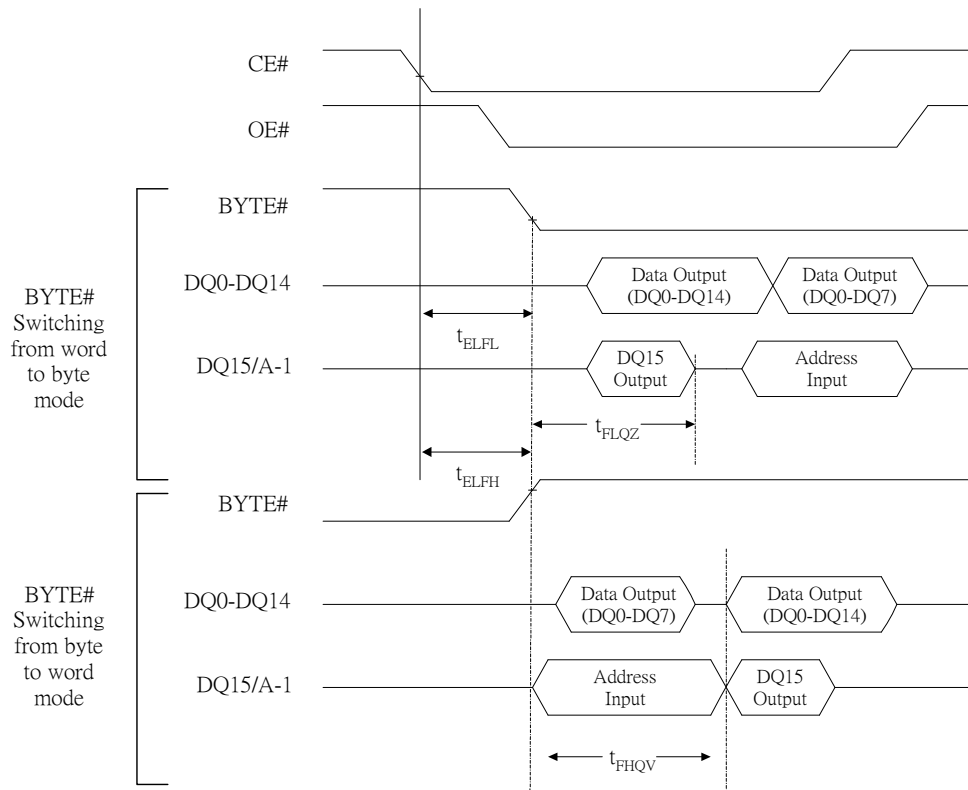 CE#
OE#
BYTE#
Switching
from word
to byte
mode
BYTE#
DQ0-DQ14
Data Output
(DQ0-DQ14)
Data Output
(DQ0-DQ7)
tELFL
DQ15/A-1
DQ15
Output
Address
Input
tFLQZ
tELFH
BYTE#
Switching
from byte
to word
mode
BYTE#
DQ0-DQ14
Data Output
(DQ0-DQ7)
Data Output
(DQ0-DQ14)
DQ15/A-1
Address
Input
DQ15
Output
tFHQV